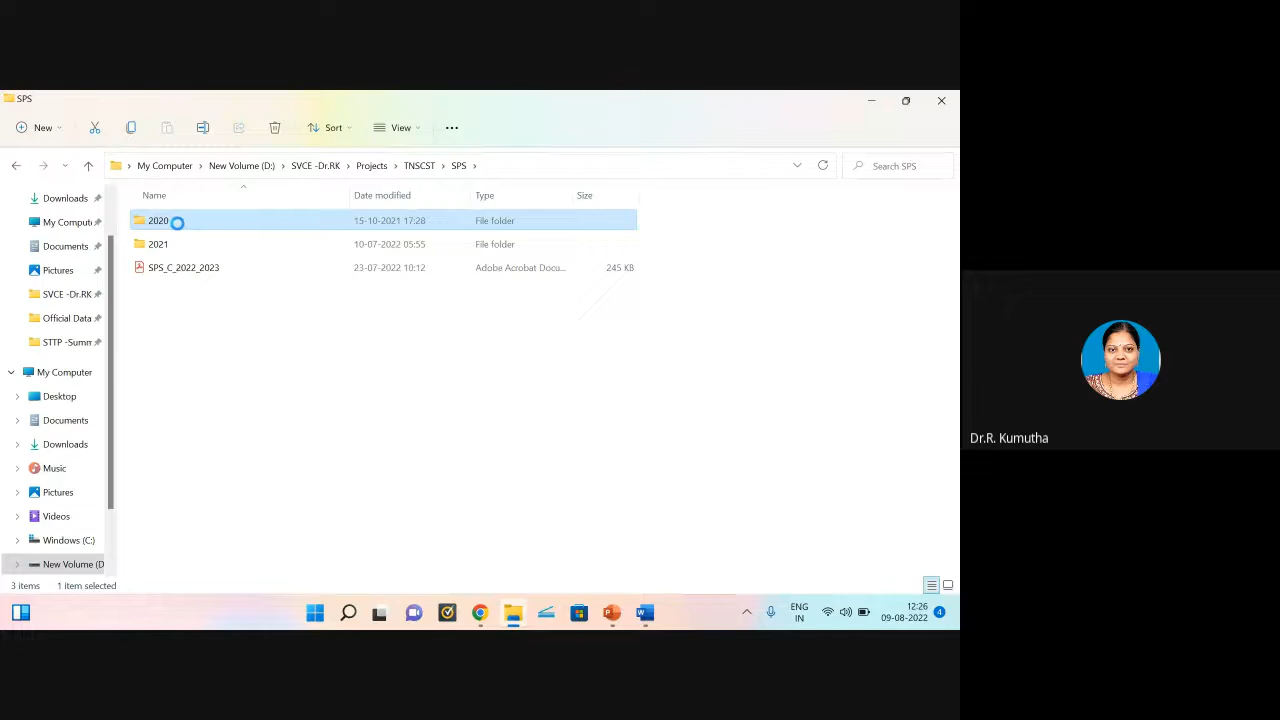 SPS
New
Sort
View
My Computer
New Volume (D:)
SVCE -Dr.RK
Projects
TNSCST
SPS
Search SPS
Name
Date modified
Type
Size
2020
15-10-2021 17:28
File folder
2021
10-07-2022 05:55
File folder
SPS_C_2022_2023
23-07-2022 10:12
Adobe Acrobat Docu...
245 KB
Downloads
My Comput
Documents
Pictures
SVCE -Dr.RK
Official Data
STTP -Summ
My Computer
Desktop
Documents
Downloads
Music
Pictures
Videos
Windows (C:)
New Volume (D
3 items
1 item selected
ENG
IN
12:26
09-08-2022
4
Dr.R. Kumutha